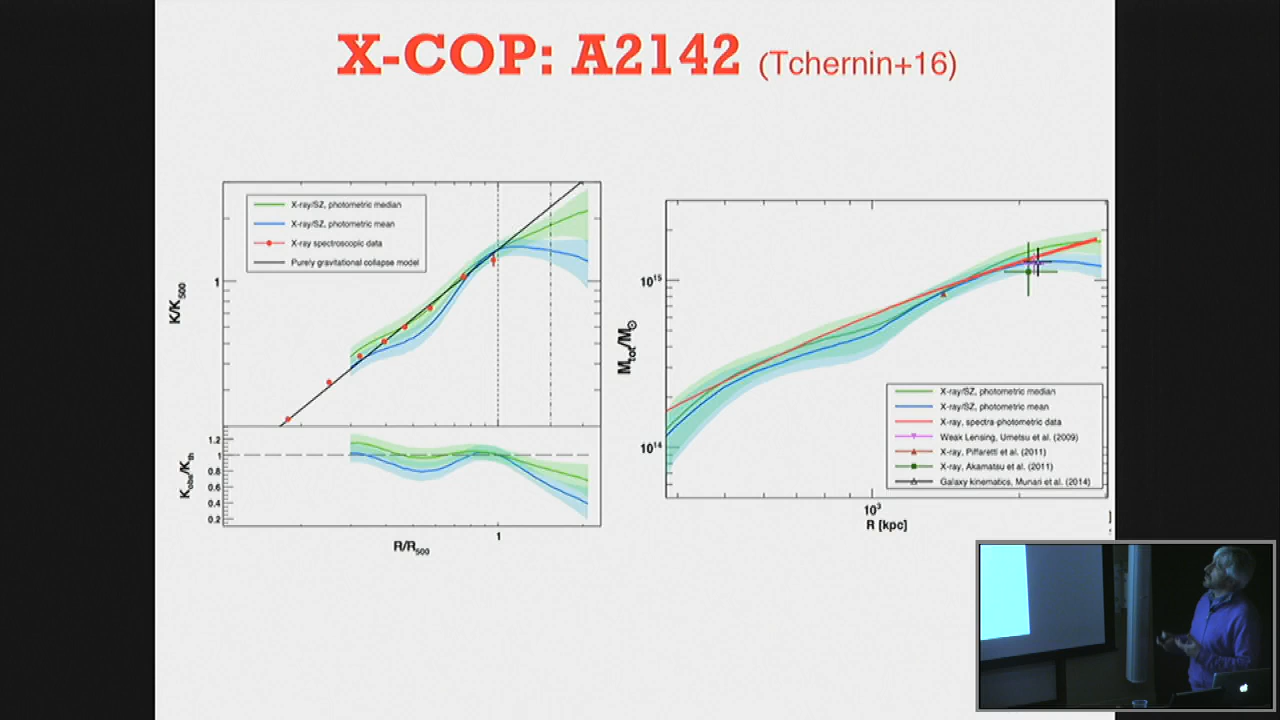 X-COP: A2142 (Tchernin+16)
X-ray/SZ, photometric median
X-ray/SZ, photometric mean
X-ray spectroscopic data
Purely gravitational collapse model
1
K/K500
1.2
1
0.8
0.6
0.4
0.2
Kobs/Kth
1
R/R500
10^15
10^14
Mtot/M⊙
X-ray/SZ, photometric median
X-ray/SZ, photometric mean
X-ray, spectra-photometric data
Weak Lensing, Umetsu et al. (2009)
X-ray, Piffaretti et al. (2011)
X-ray, Akamatsu et al. (2011)
Galaxy kinematics, Munari et al. (2014)
10^3
R [kpc]